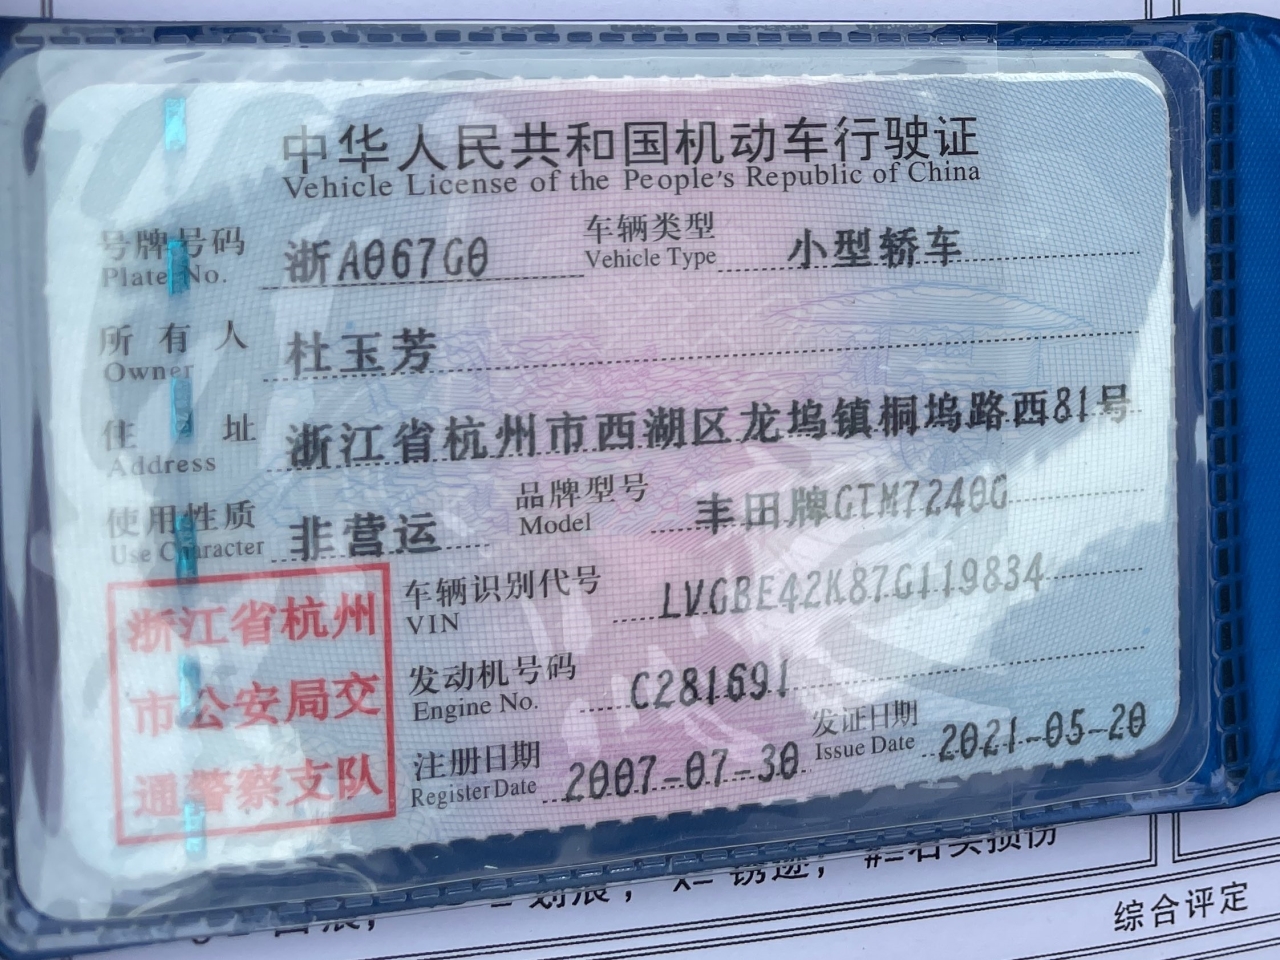 中华人民共和国机动车行驶证
Vehicle License of the People's Republic of China
号牌号码 浙A067G0 车辆类型 小型轿车
Plate No. Vehicle Type
所有人 杜玉芳
Owner
住址 浙江省杭州市西湖区龙坞镇桐坞路西81号
Address
使用性质 非营运 品牌型号 丰田牌GTM7240G
Use Character Model
浙江省杭州
市公安局交
通警察支队
车辆识别代号 LVGBE42K87G119834
VIN
发动机号码 C281691
Engine No.
注册日期 2007-07-30 发证日期 2021-05-20
Register Date Issue Date
划痕， X= 锈迹，
综合评定